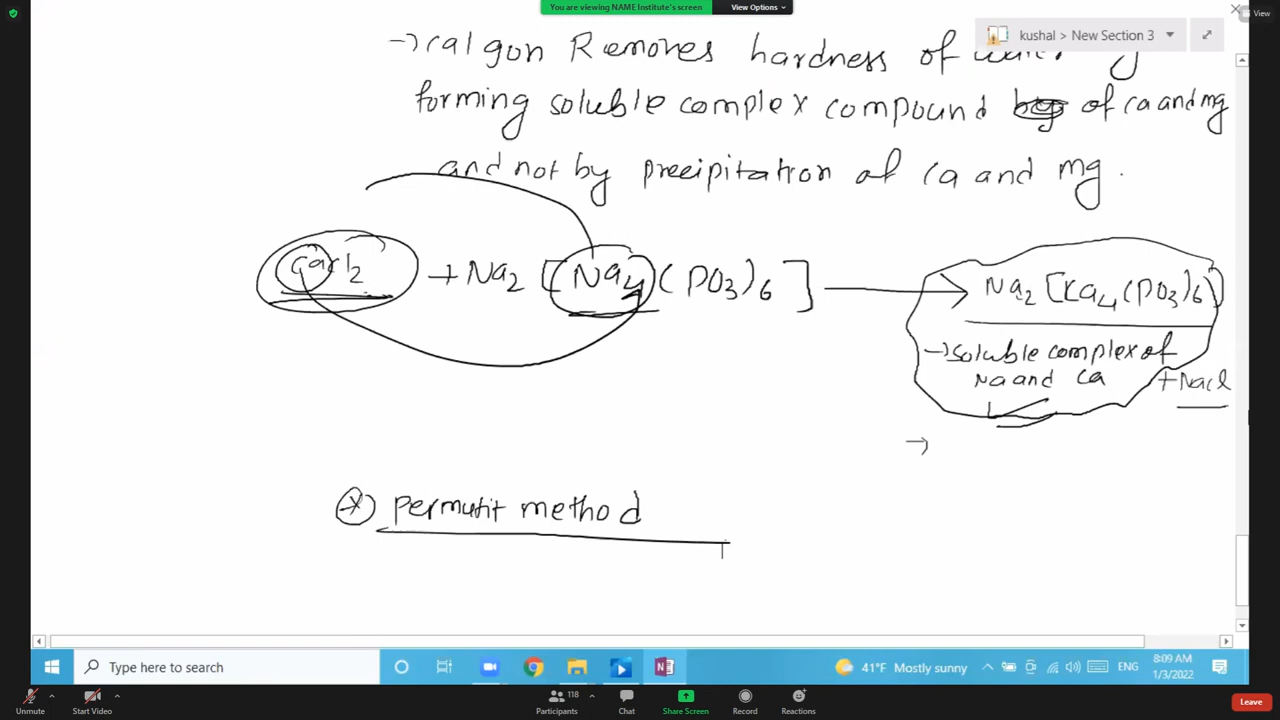 You are viewing NAME Institute's screen
View Options
View
kushal > New Section 3
→ calgon Removes hardness of water by
forming soluble complex compound of ca and mg
and not by precipitation of ca and mg.
CaCl2 + Na2 [Na4 (PO3)6] → Na2 [Ca4 (PO3)6]
→ soluble complex of
Na and Ca
+ Nacl
→
* permutit method
Type here to search
41°F Mostly sunny
ENG
8:09 AM
1/3/2022
Unmute
Start Video
118
Participants
Chat
Share Screen
Record
Reactions
Leave